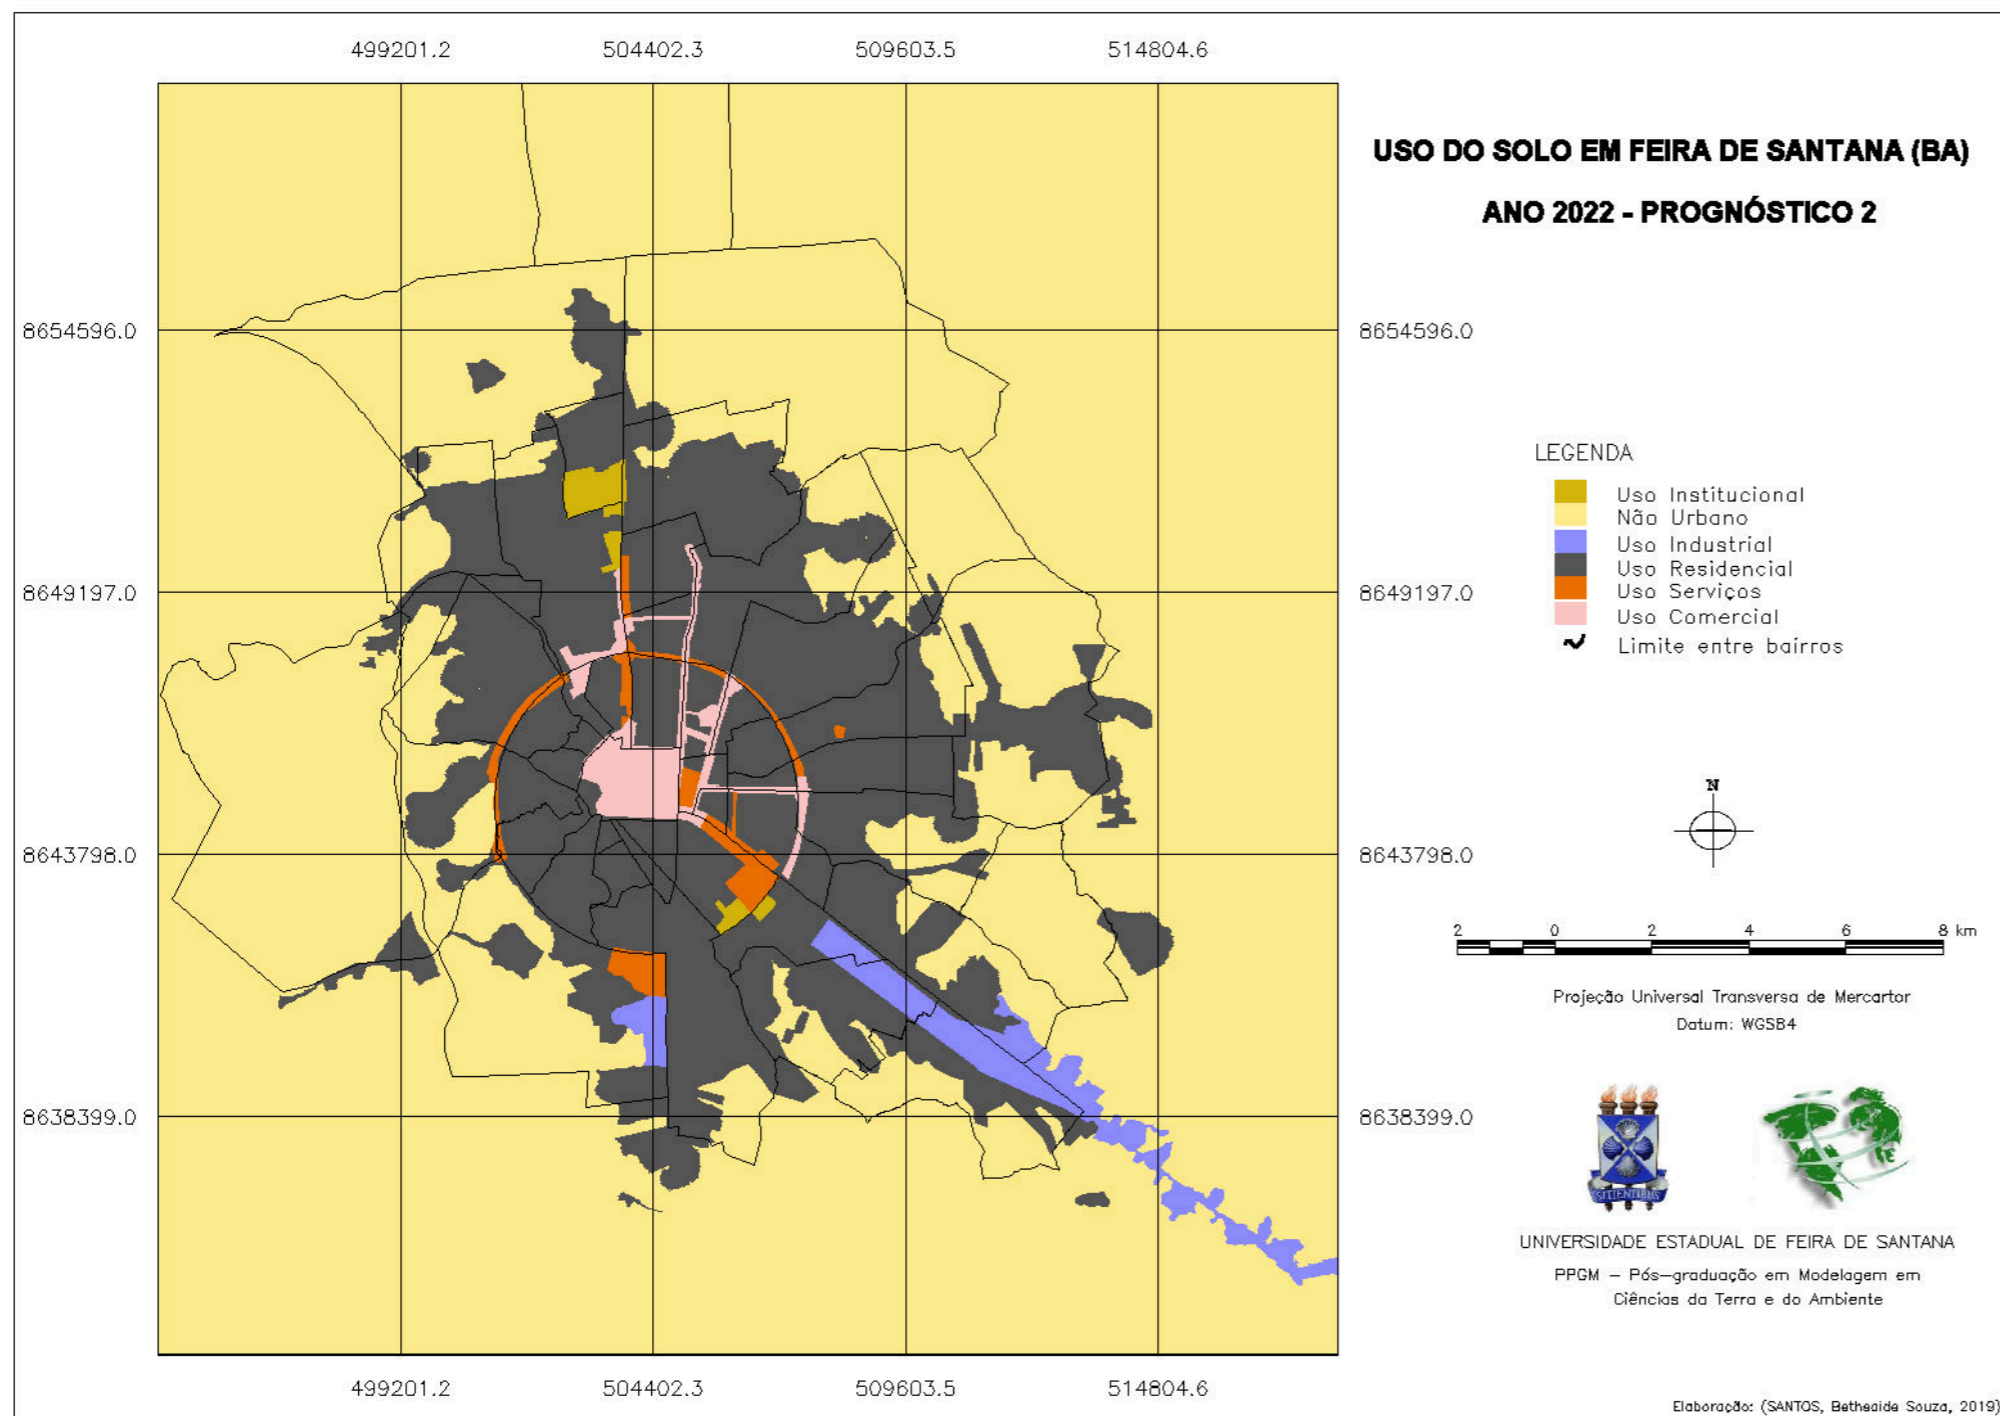 499201.2 504402.3 509603.5 514804.6
USO DO SOLO EM FEIRA DE SANTANA (BA)
ANO 2022 - PROGNÓSTICO 2
8654596.0 8654596.0
LEGENDA
Uso Institucional
Não Urbano
Uso Industrial
Uso Residencial
Uso Serviços
Uso Comercial
Limite entre bairros
8649197.0 8649197.0
N
8643798.0 8643798.0
2 0 2 4 6 8 km
Projeção Universal Transversa de Mercartor
Datum: WGS84
8638399.0 8638399.0
SITIENTIBUS
UNIVERSIDADE ESTADUAL DE FEIRA DE SANTANA
PPGM – Pós-graduação em Modelagem em
Ciências da Terra e do Ambiente
499201.2 504402.3 509603.5 514804.6
Elaboração: (SANTOS, Betheaide Souza, 2019)